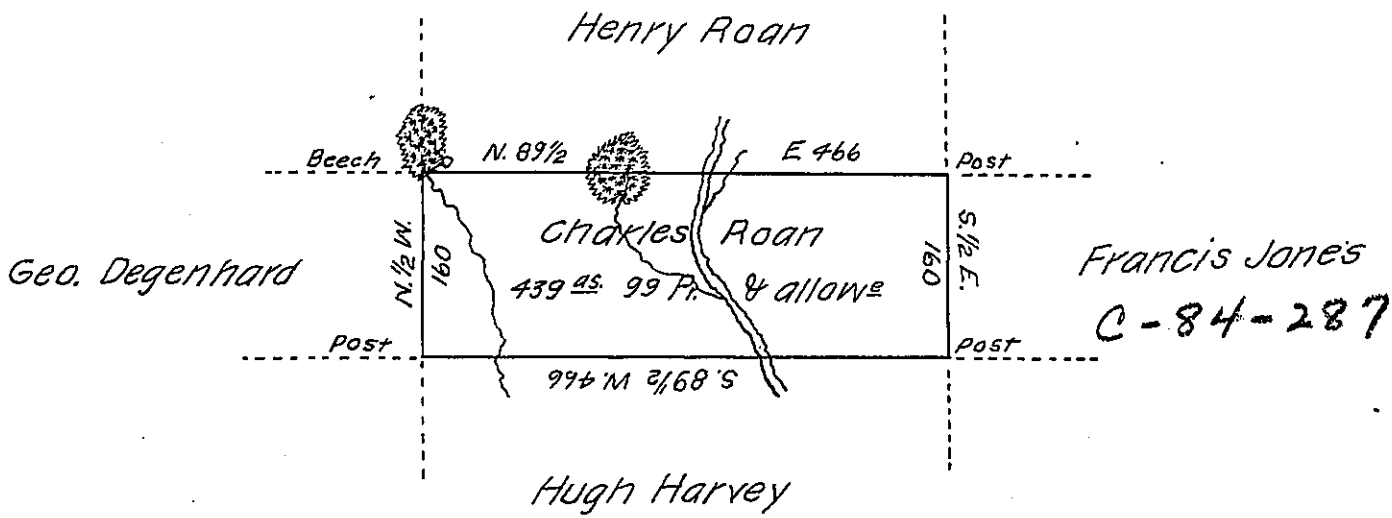 Henry Roan
Beech N. 89½ E 466 Post
N. ½ W. 160
S. ½ E. 160
Charles Roan
439 as. 99 Pr. & allowe
Geo. Degenhard
Francis Jones
C-84-287
Post Post
S. 89½ W. 466
Hugh Harvey